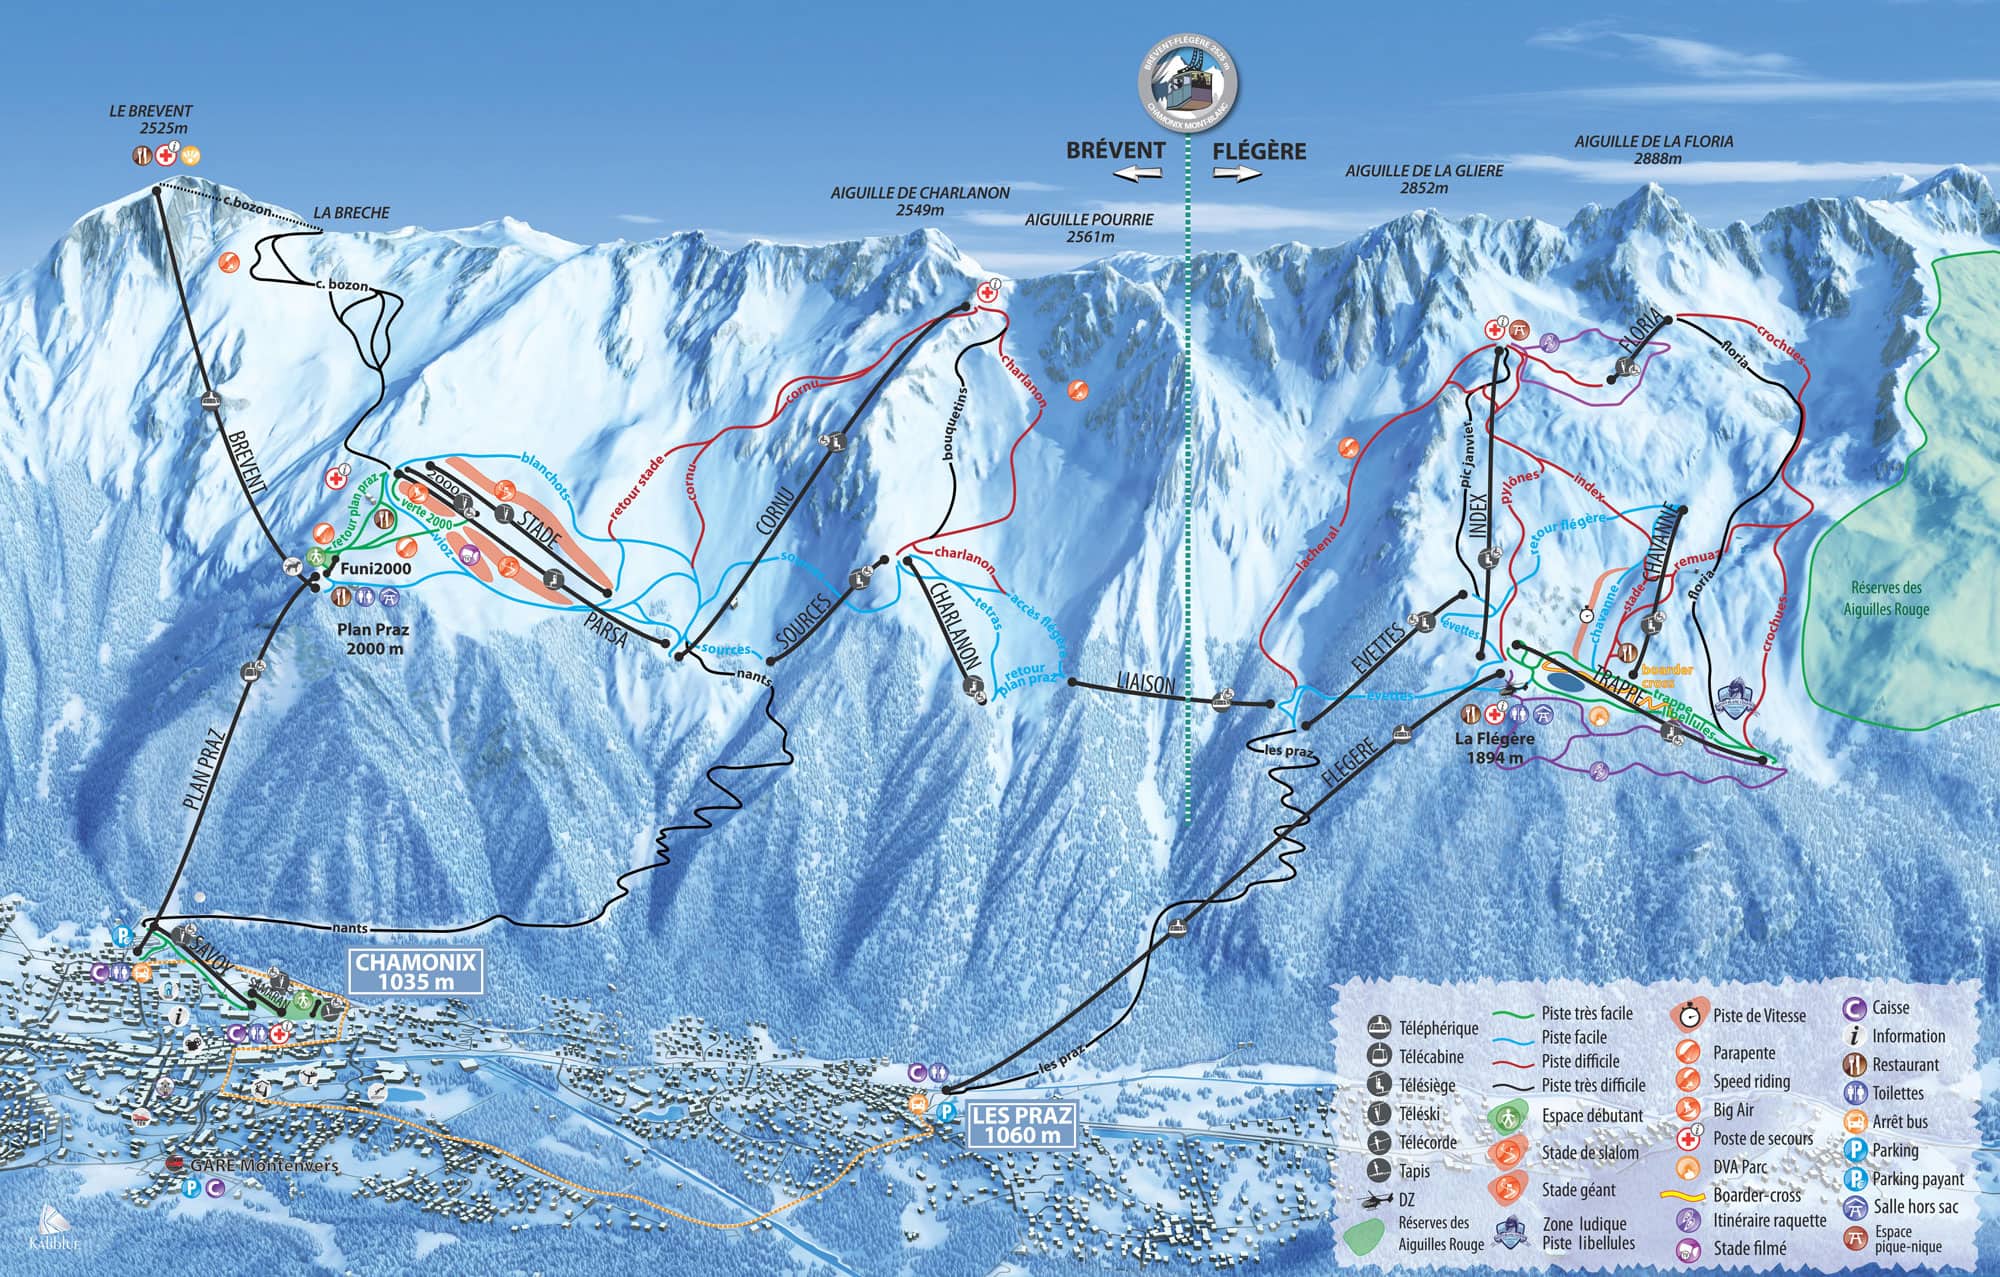 BRÉVENT-FLÉGÈRE 2525 m
CHAMONIX MONT-BLANC
BRÉVENT
FLÉGÈRE
LE BREVENT
2525m
c.bozon
LA BRECHE
c. bozon
AIGUILLE DE CHARLANON
2549m
AIGUILLE POURRIE
2561m
AIGUILLE DE LA GLIERE
2852m
AIGUILLE DE LA FLORIA
2888m
BREVENT
retour plan praz
verte 2000
2000
STADE
blanchots
vioz
PARSA
retour stade
cornu
cornu
CORNU
bouquetins
charlanon
charlanon
sources
sources
SOURCES
CHARLANON
tetras
accès flégère
retour
plan praz
LIAISON
Funi2000
Plan Praz
2000 m
PLAN PRAZ
nants
nants
lachenal
pic janvier
INDEX
pylônes
index
FLORIA
floria
crochues
retour flégère
CHAVANNE
chavanne
stade
remuaz
floria
crochues
EVETTES
évettes
évettes
TRAPPE
boarder
cross
trappe
libellules
La Flégère
1894 m
FLEGERE
les praz
les praz
Réserves des
Aiguilles Rouge
SAVOY
SAMARAN
CHAMONIX
1035 m
LES PRAZ
1060 m
GARE Montenvers
KALIBLUE
Téléphérique
Télécabine
Télésiège
Téléski
Télécorde
Tapis
DZ
Réserves des
Aiguilles Rouge
Piste très facile
Piste facile
Piste difficile
Piste très difficile
Espace débutant
Stade de slalom
Stade géant
Zone ludique
Piste libellules
Piste de Vitesse
Parapente
Speed riding
Big Air
Poste de secours
DVA Parc
Boarder-cross
Itinéraire raquette
Stade filmé
Caisse
Information
Restaurant
Toilettes
Arrêt bus
Parking
Parking payant
Salle hors sac
Espace
pique-nique